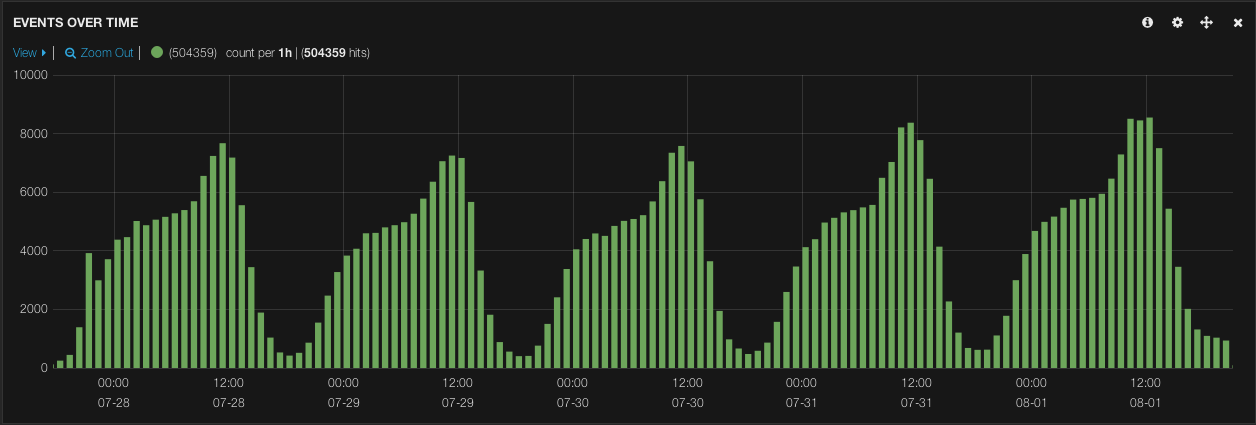 EVENTS OVER TIME
View | Zoom Out | (504359) count per 1h | (504359 hits)
10000
8000
6000
4000
2000
0
00:00 12:00 00:00 12:00 00:00 12:00 00:00 12:00 00:00 12:00
07-28 07-28 07-29 07-29 07-30 07-30 07-31 07-31 08-01 08-01